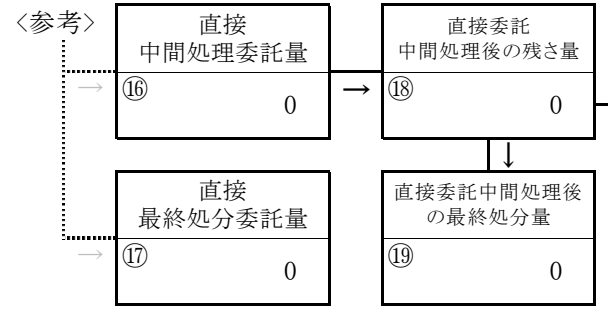 〈参考〉
直接
中間処理委託量
⑯
0
→
→
直接委託
中間処理後の残さ量
⑱
0
↓
直接
最終処分委託量
⑰
0
→
直接委託中間処理後
の最終処分量
⑲
0